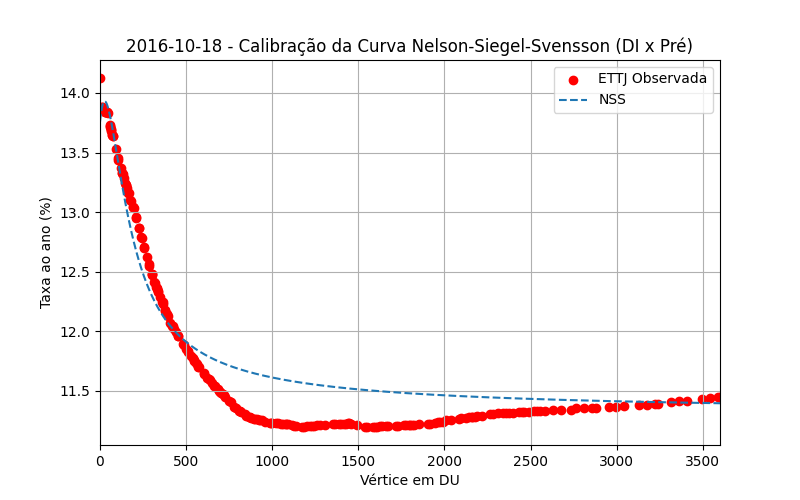 2016-10-18 - Calibração da Curva Nelson-Siegel-Svensson (DI x Pré)
ETTJ Observada
NSS
Taxa ao ano (%)
14.0
13.5
13.0
12.5
12.0
11.5
0 500 1000 1500 2000 2500 3000 3500
Vértice em DU